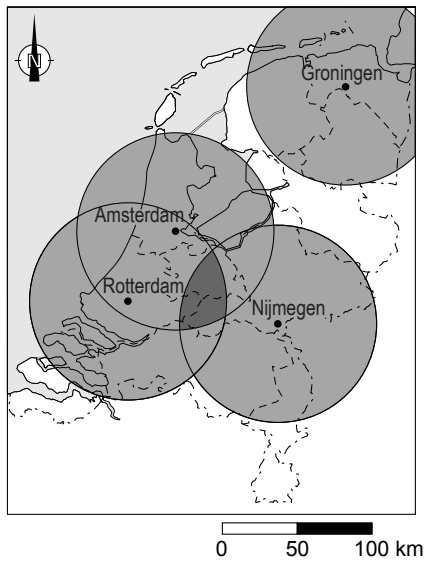 N
Groningen
Amsterdam
Rotterdam
Nijmegen
0 50 100 km